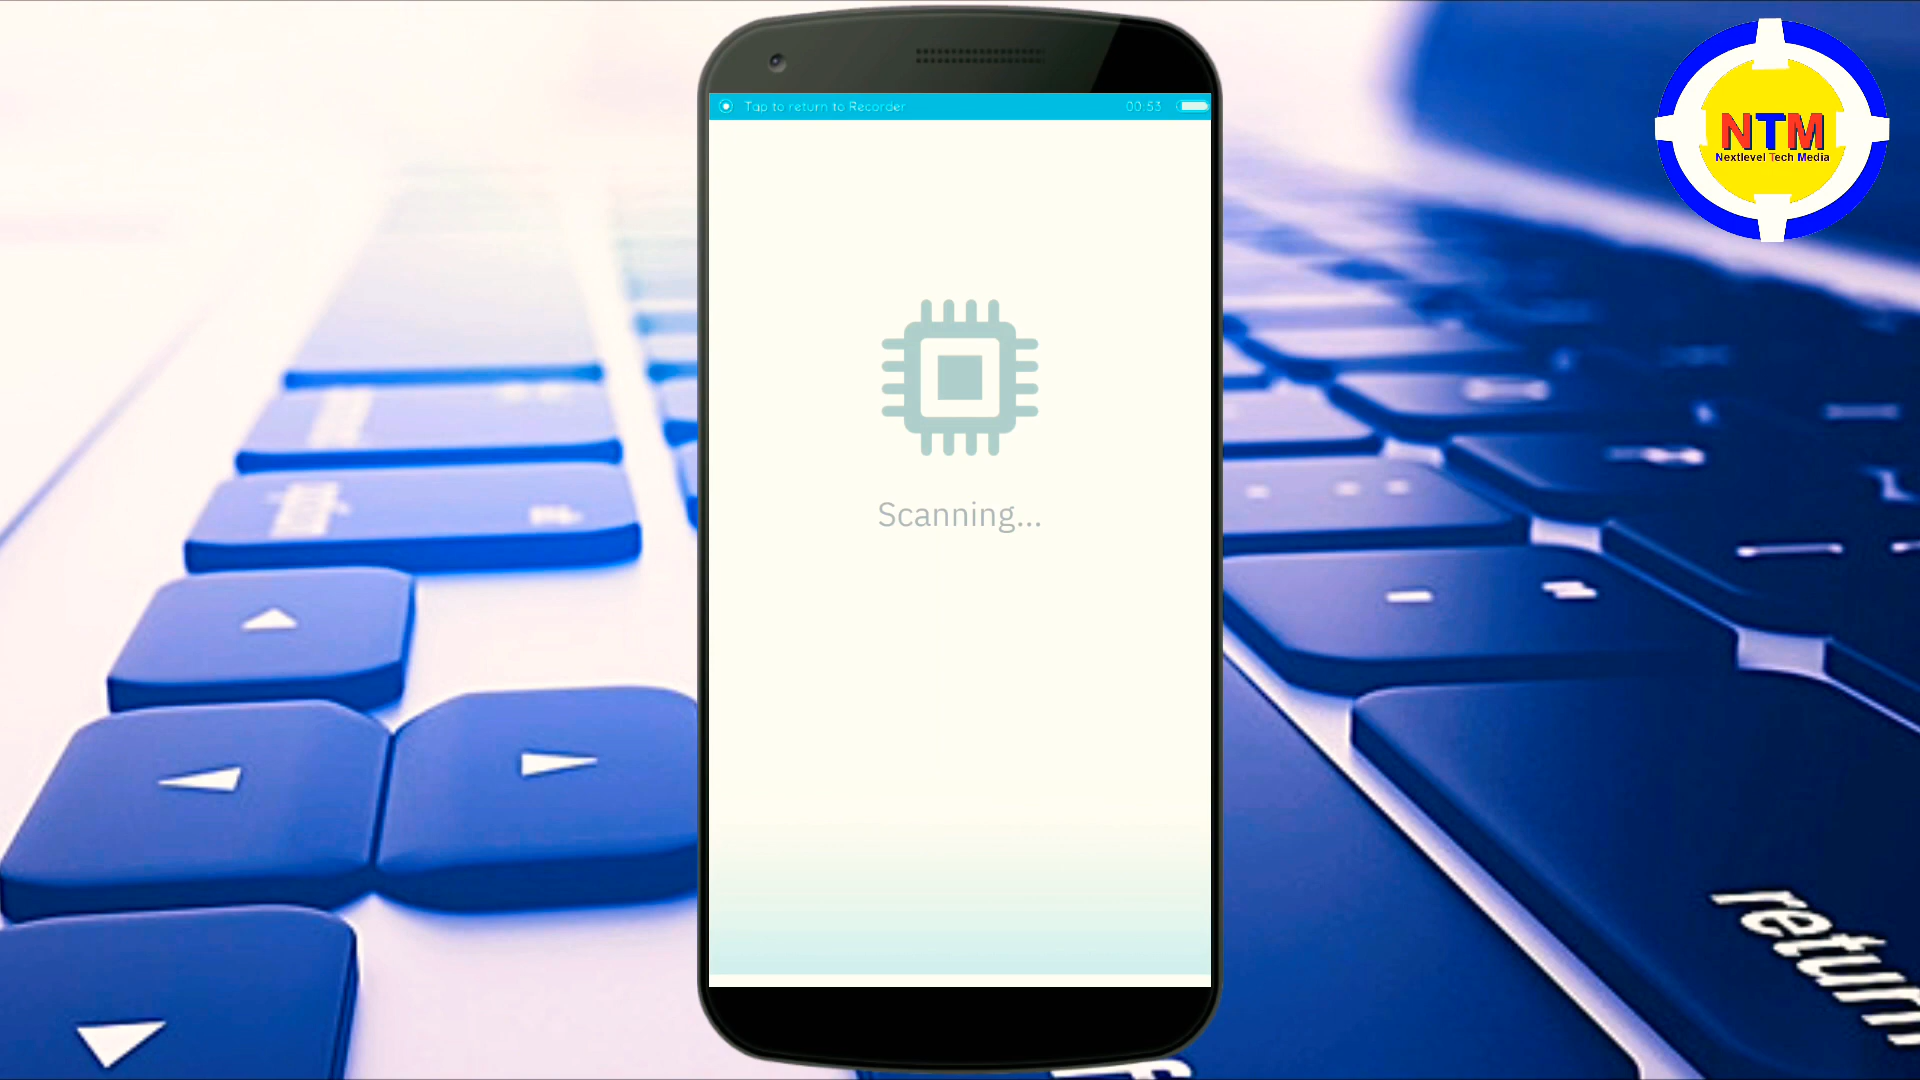 Tap to return to Recorder 00:53
NTM
Nextlevel Tech Media
Scanning...
return